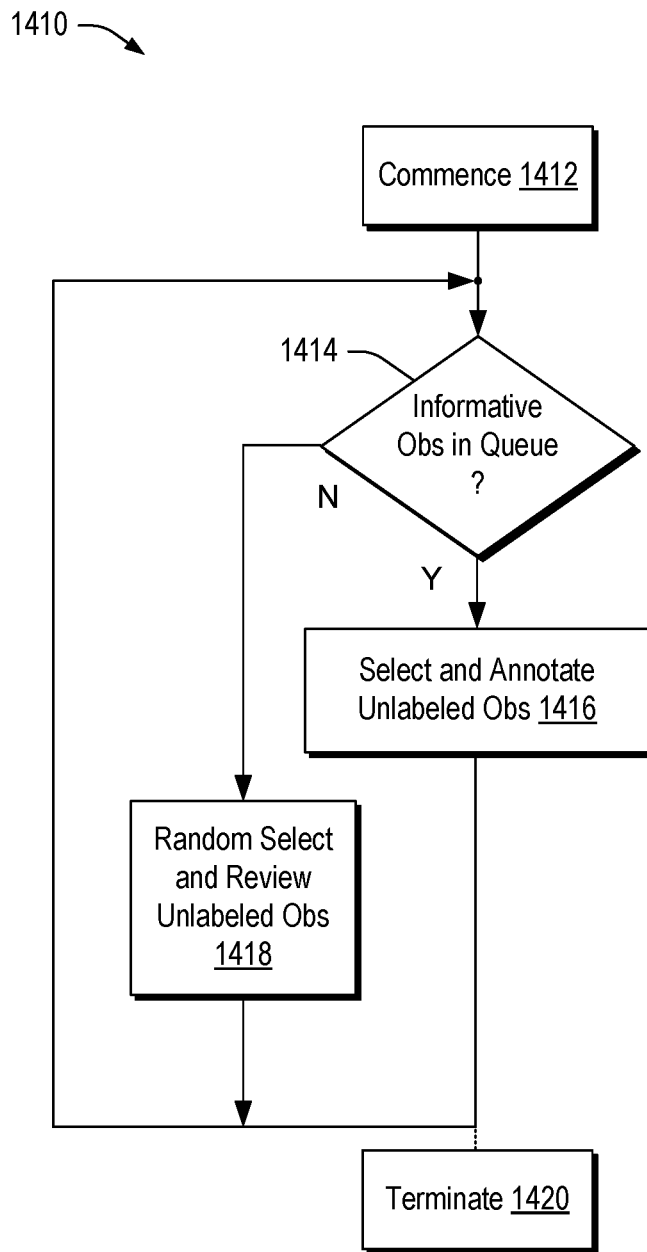 1410
Commence 1412
1414
Informative
Obs in Queue
?
N
Y
Select and Annotate
Unlabeled Obs 1416
Random Select
and Review
Unlabeled Obs
1418
Terminate 1420